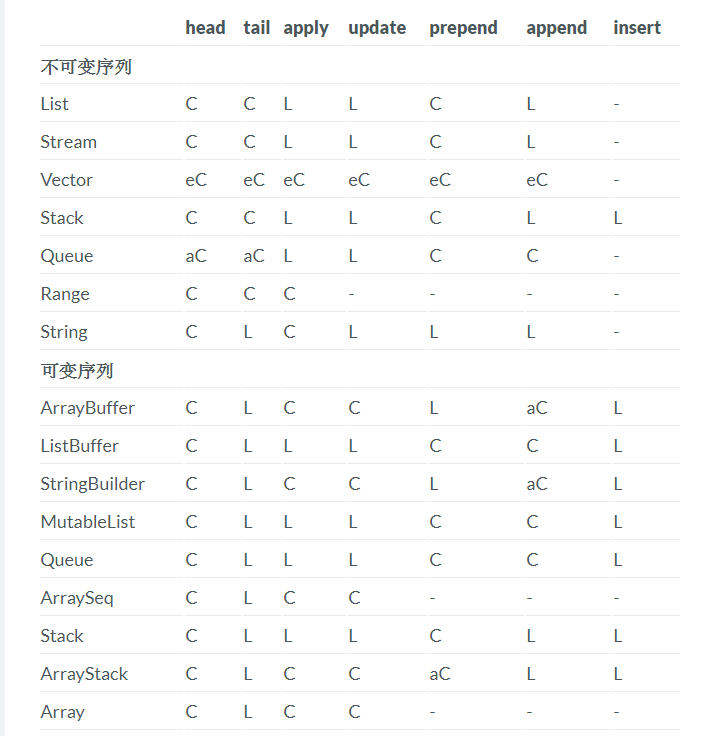 head tail apply update prepend append insert
不可变序列
List C C L L C L -
Stream C C L L C L -
Vector eC eC eC eC eC eC -
Stack C C L L C L L
Queue aC aC L L C C -
Range C C C - - - -
String C L C L L L -
可变序列
ArrayBuffer C L C C L aC L
ListBuffer C L L L C C L
StringBuilder C L C C L aC L
MutableList C L L L C C L
Queue C L L L C C L
ArraySeq C L C C - - -
Stack C L L L C L L
ArrayStack C L C C aC L L
Array C L C C - - -